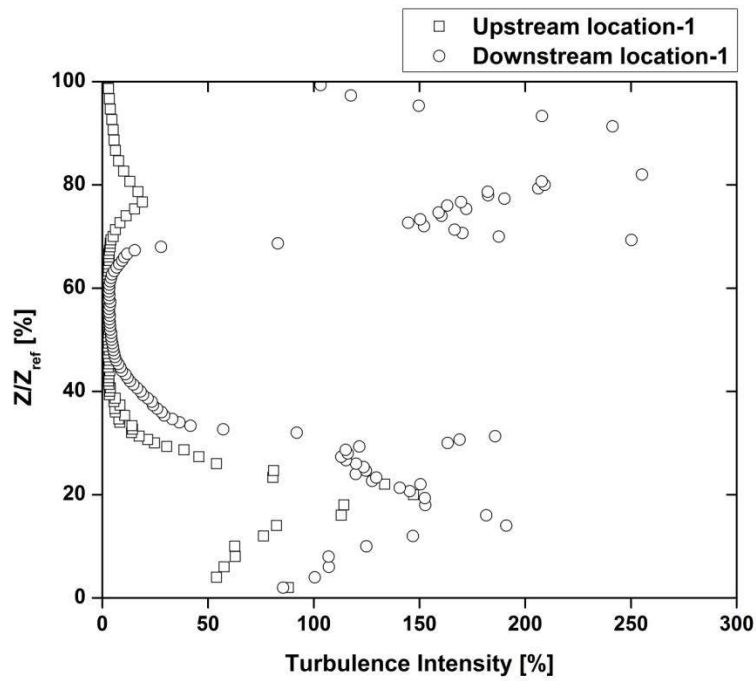 Upstream location-1
Downstream location-1
100
80
60
40
20
0
Z/Z_ref [%]
0 50 100 150 200 250 300
Turbulence Intensity [%]